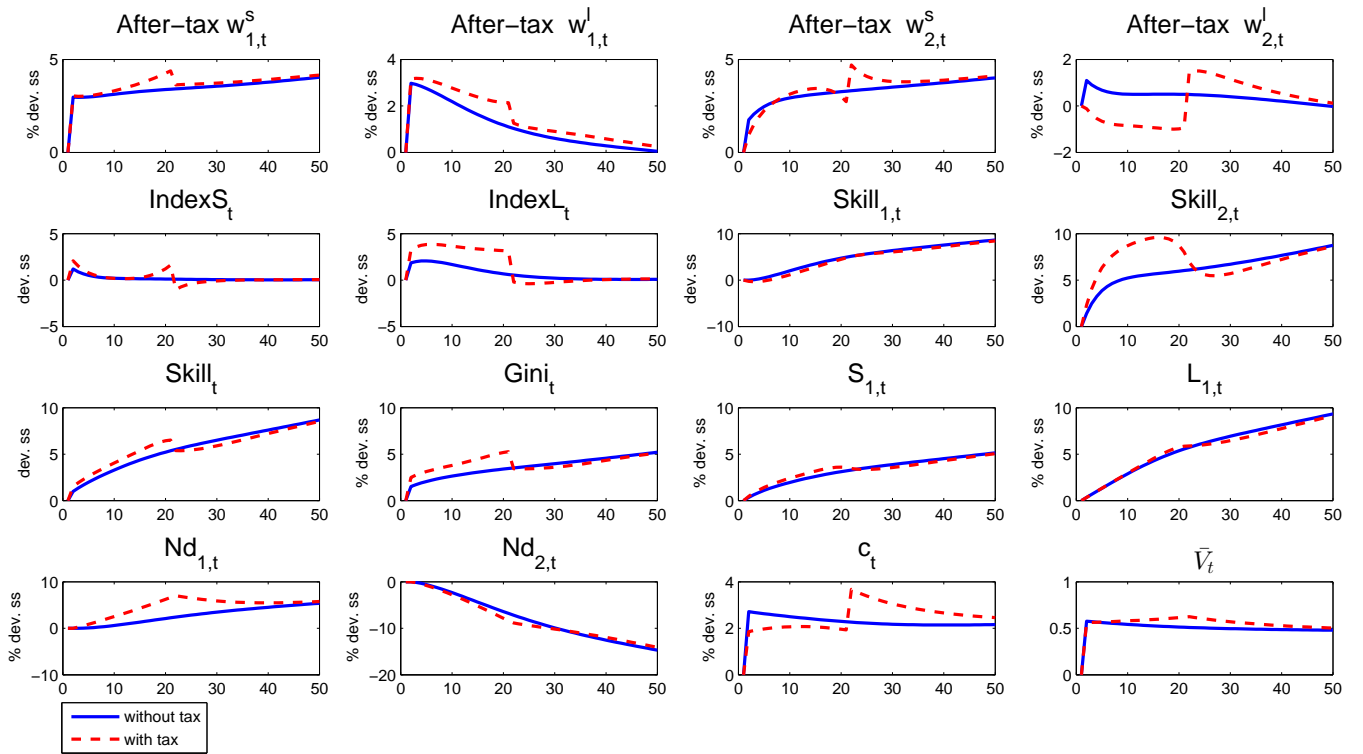 After−tax w^s_{1,t}
After−tax w^l_{1,t}
After−tax w^s_{2,t}
After−tax w^l_{2,t}
% dev. ss
5
0
0 10 20 30 40 50
% dev. ss
4
2
0
0 10 20 30 40 50
% dev. ss
5
0
0 10 20 30 40 50
% dev. ss
2
0
−2
0 10 20 30 40 50
IndexS_t
IndexL_t
Skill_{1,t}
Skill_{2,t}
dev. ss
5
0
−5
0 10 20 30 40 50
dev. ss
5
0
−5
0 10 20 30 40 50
dev. ss
10
0
−10
0 10 20 30 40 50
dev. ss
10
5
0
0 10 20 30 40 50
Skill_t
Gini_t
S_{1,t}
L_{1,t}
dev. ss
10
5
0
0 10 20 30 40 50
% dev. ss
10
5
0
0 10 20 30 40 50
% dev. ss
10
5
0
0 10 20 30 40 50
% dev. ss
10
5
0
0 10 20 30 40 50
Nd_{1,t}
Nd_{2,t}
c_t
V̄_t
% dev. ss
10
0
−10
0 10 20 30 40 50
% dev. ss
0
−10
−20
0 10 20 30 40 50
% dev. ss
4
2
0
0 10 20 30 40 50
% dev. ss
1
0.5
0
0 10 20 30 40 50
without tax
with tax